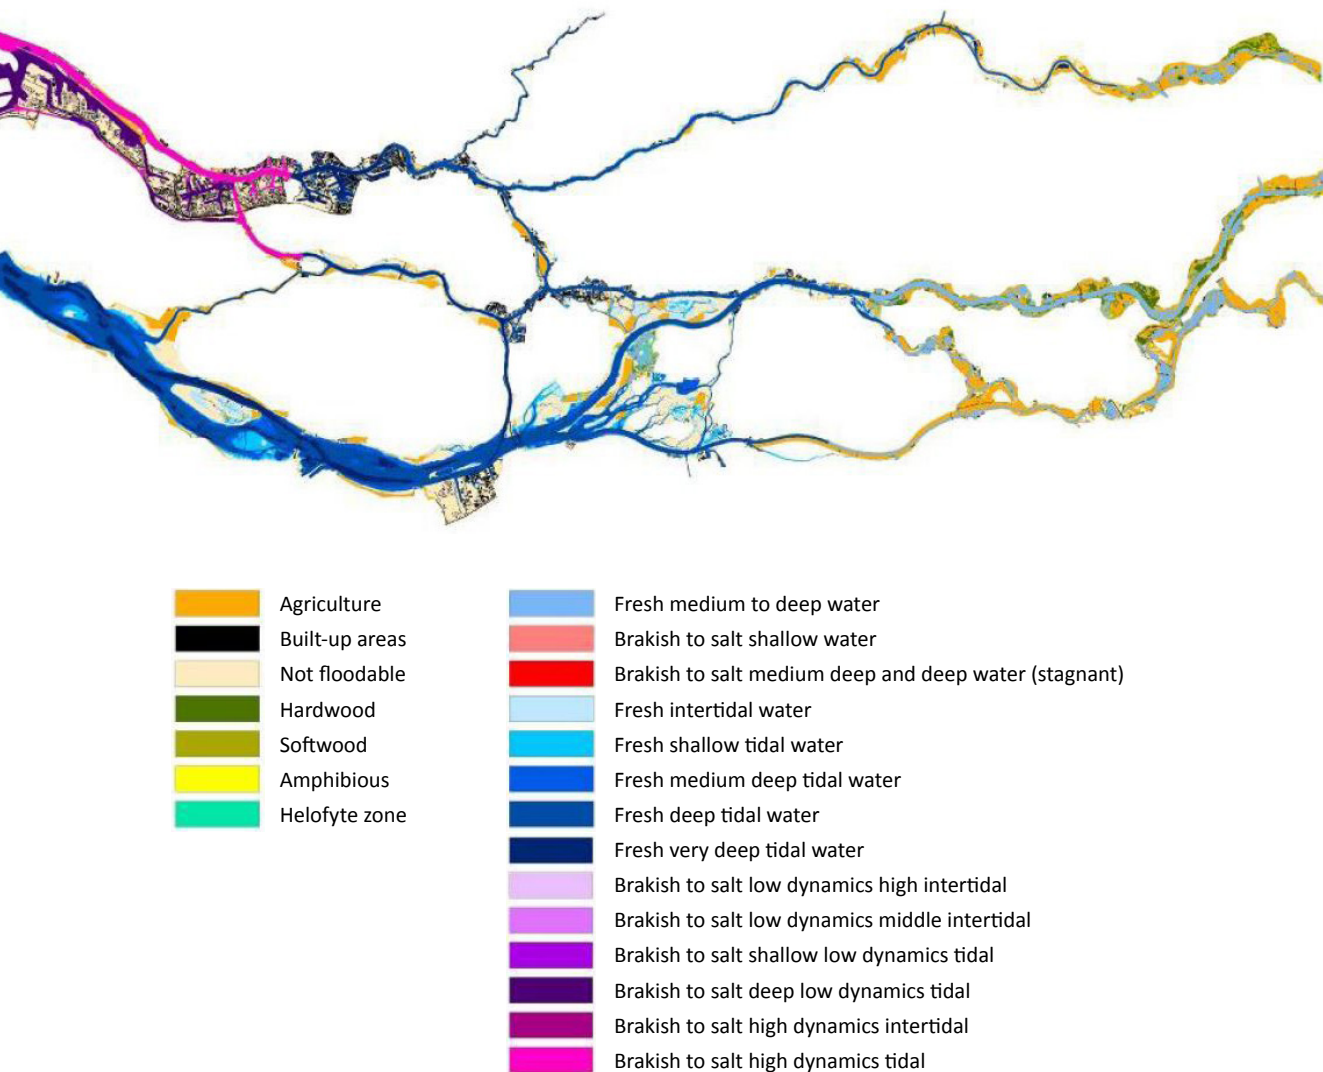 Agriculture
Built-up areas
Not floodable
Hardwood
Softwood
Amphibious
Helofyte zone
Fresh medium to deep water
Brakish to salt shallow water
Brakish to salt medium deep and deep water (stagnant)
Fresh intertidal water
Fresh shallow tidal water
Fresh medium deep tidal water
Fresh deep tidal water
Fresh very deep tidal water
Brakish to salt low dynamics high intertidal
Brakish to salt low dynamics middle intertidal
Brakish to salt shallow low dynamics tidal
Brakish to salt deep low dynamics tidal
Brakish to salt high dynamics intertidal
Brakish to salt high dynamics tidal